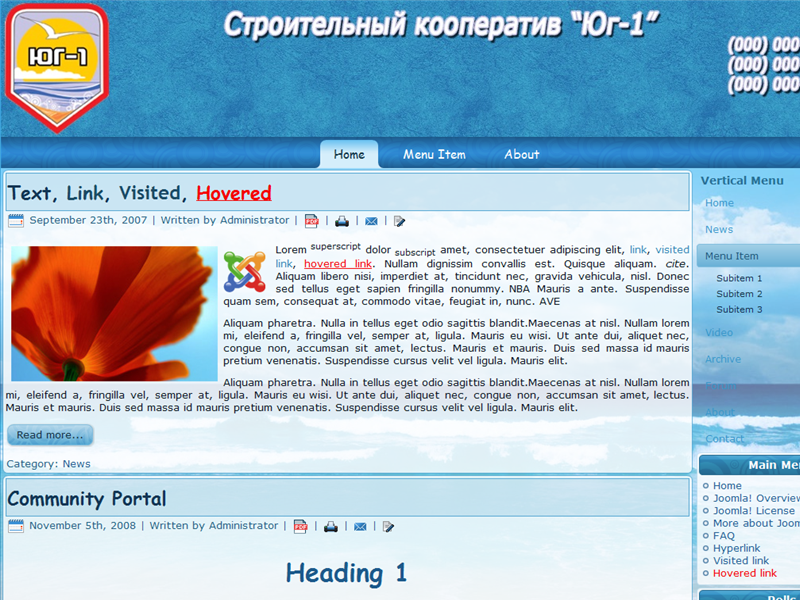 Строительный кооператив “Юг-1”
ЮГ-1
(000) 000
(000) 000
(000) 000
Home
Menu Item
About
Text, Link, Visited, Hovered
September 23th, 2007 | Written by Administrator | PDF | | |
Lorem superscript dolor subscript amet, consectetuer adipiscing elit, link, visited
link, hovered link. Nullam dignissim convallis est. Quisque aliquam. cite.
Aliquam libero nisi, imperdiet at, tincidunt nec, gravida vehicula, nisl. Donec
sed tellus eget sapien fringilla nonummy. NBA Mauris a ante. Suspendisse
quam sem, consequat at, commodo vitae, feugiat in, nunc. AVE
Aliquam pharetra. Nulla in tellus eget odio sagittis blandit.Maecenas at nisl. Nullam lorem
mi, eleifend a, fringilla vel, semper at, ligula. Mauris eu wisi. Ut ante dui, aliquet nec,
congue non, accumsan sit amet, lectus. Mauris et mauris. Duis sed massa id mauris
pretium venenatis. Suspendisse cursus velit vel ligula. Mauris elit.
Aliquam pharetra. Nulla in tellus eget odio sagittis blandit.Maecenas at nisl. Nullam lorem
mi, eleifend a, fringilla vel, semper at, ligula. Mauris eu wisi. Ut ante dui, aliquet nec, congue non, accumsan sit amet, lectus.
Mauris et mauris. Duis sed massa id mauris pretium venenatis. Suspendisse cursus velit vel ligula. Mauris elit.
Read more...
Category: News
Community Portal
November 5th, 2008 | Written by Administrator | PDF | | |
Heading 1
Vertical Menu
Home
News
Menu Item
Subitem 1
Subitem 2
Subitem 3
Video
Archive
Forum
About
Contact
Main Me
Home
Joomla! Overview
Joomla! License
More about Joom
FAQ
Hyperlink
Visited link
Hovered link